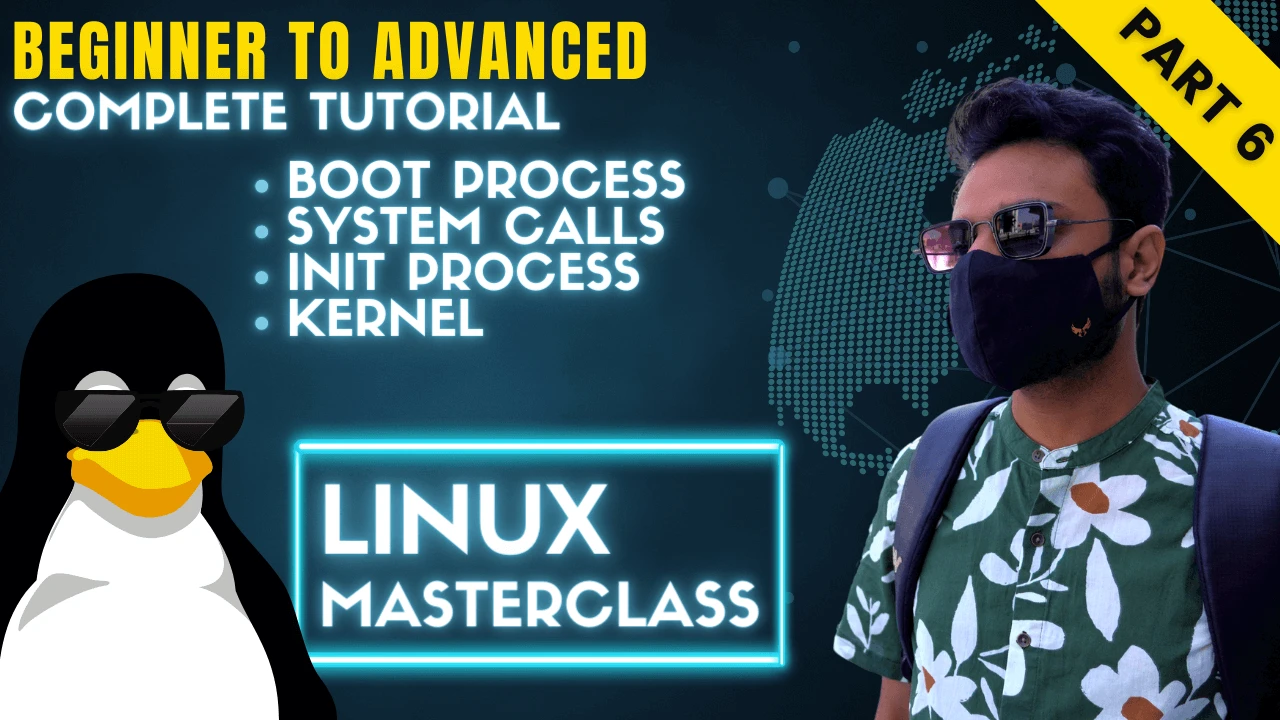 BEGINNER TO ADVANCED
COMPLETE TUTORIAL
PART 6
• BOOT PROCESS
• SYSTEM CALLS
• INIT PROCESS
• KERNEL
LINUX
MASTERCLASS